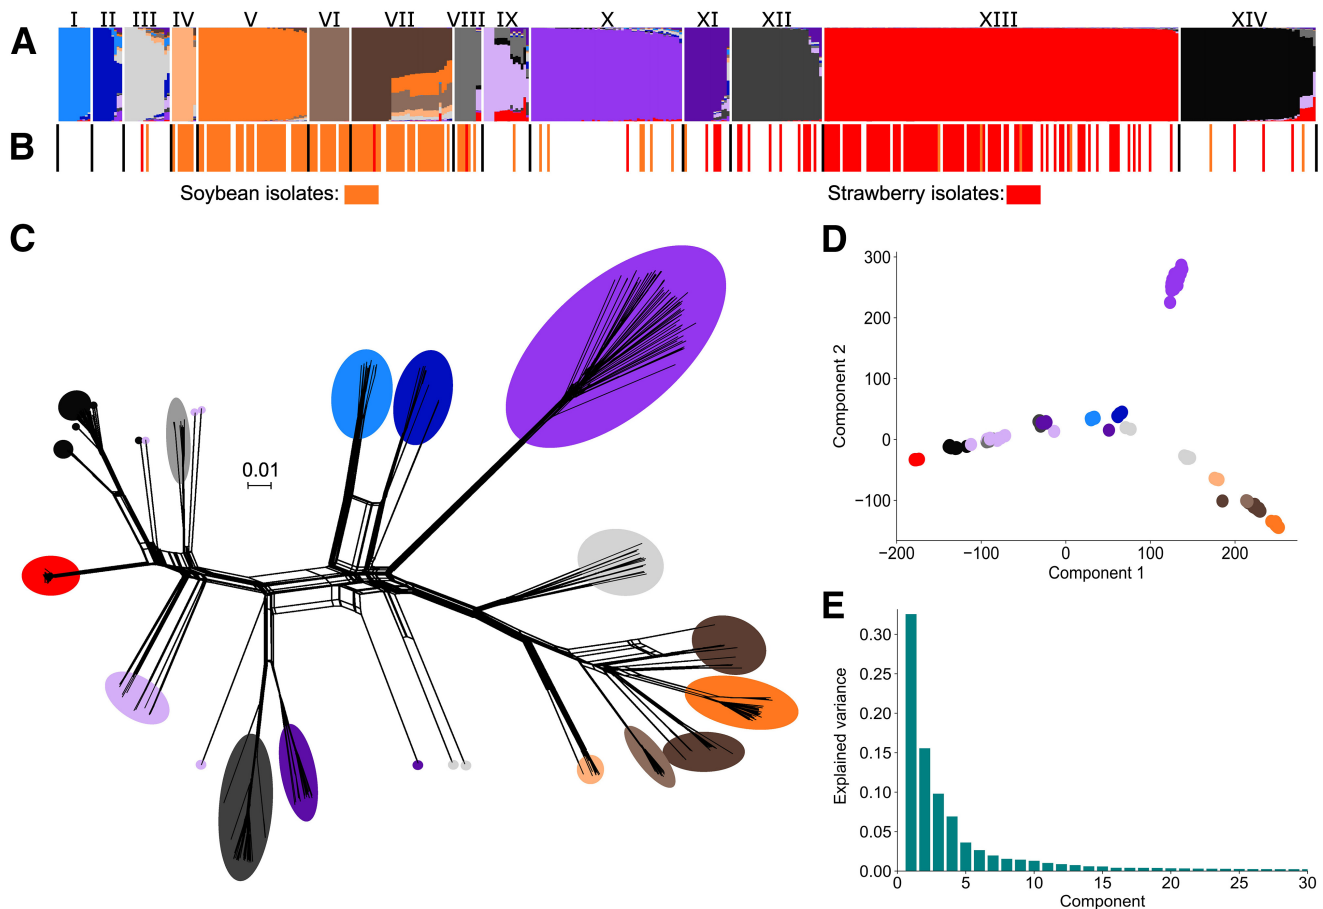 I II III IV V VI VII VIII IX X XI XII XIII XIV
A
B
Soybean isolates:
Strawberry isolates:
C
0.01
D
300
200
100
0
−100
−200 −100 0 100 200
Component 2
Component 1
E
0.30
0.25
0.20
0.15
0.10
0.05
0.00
0 5 10 15 20 25 30
Explained variance
Component